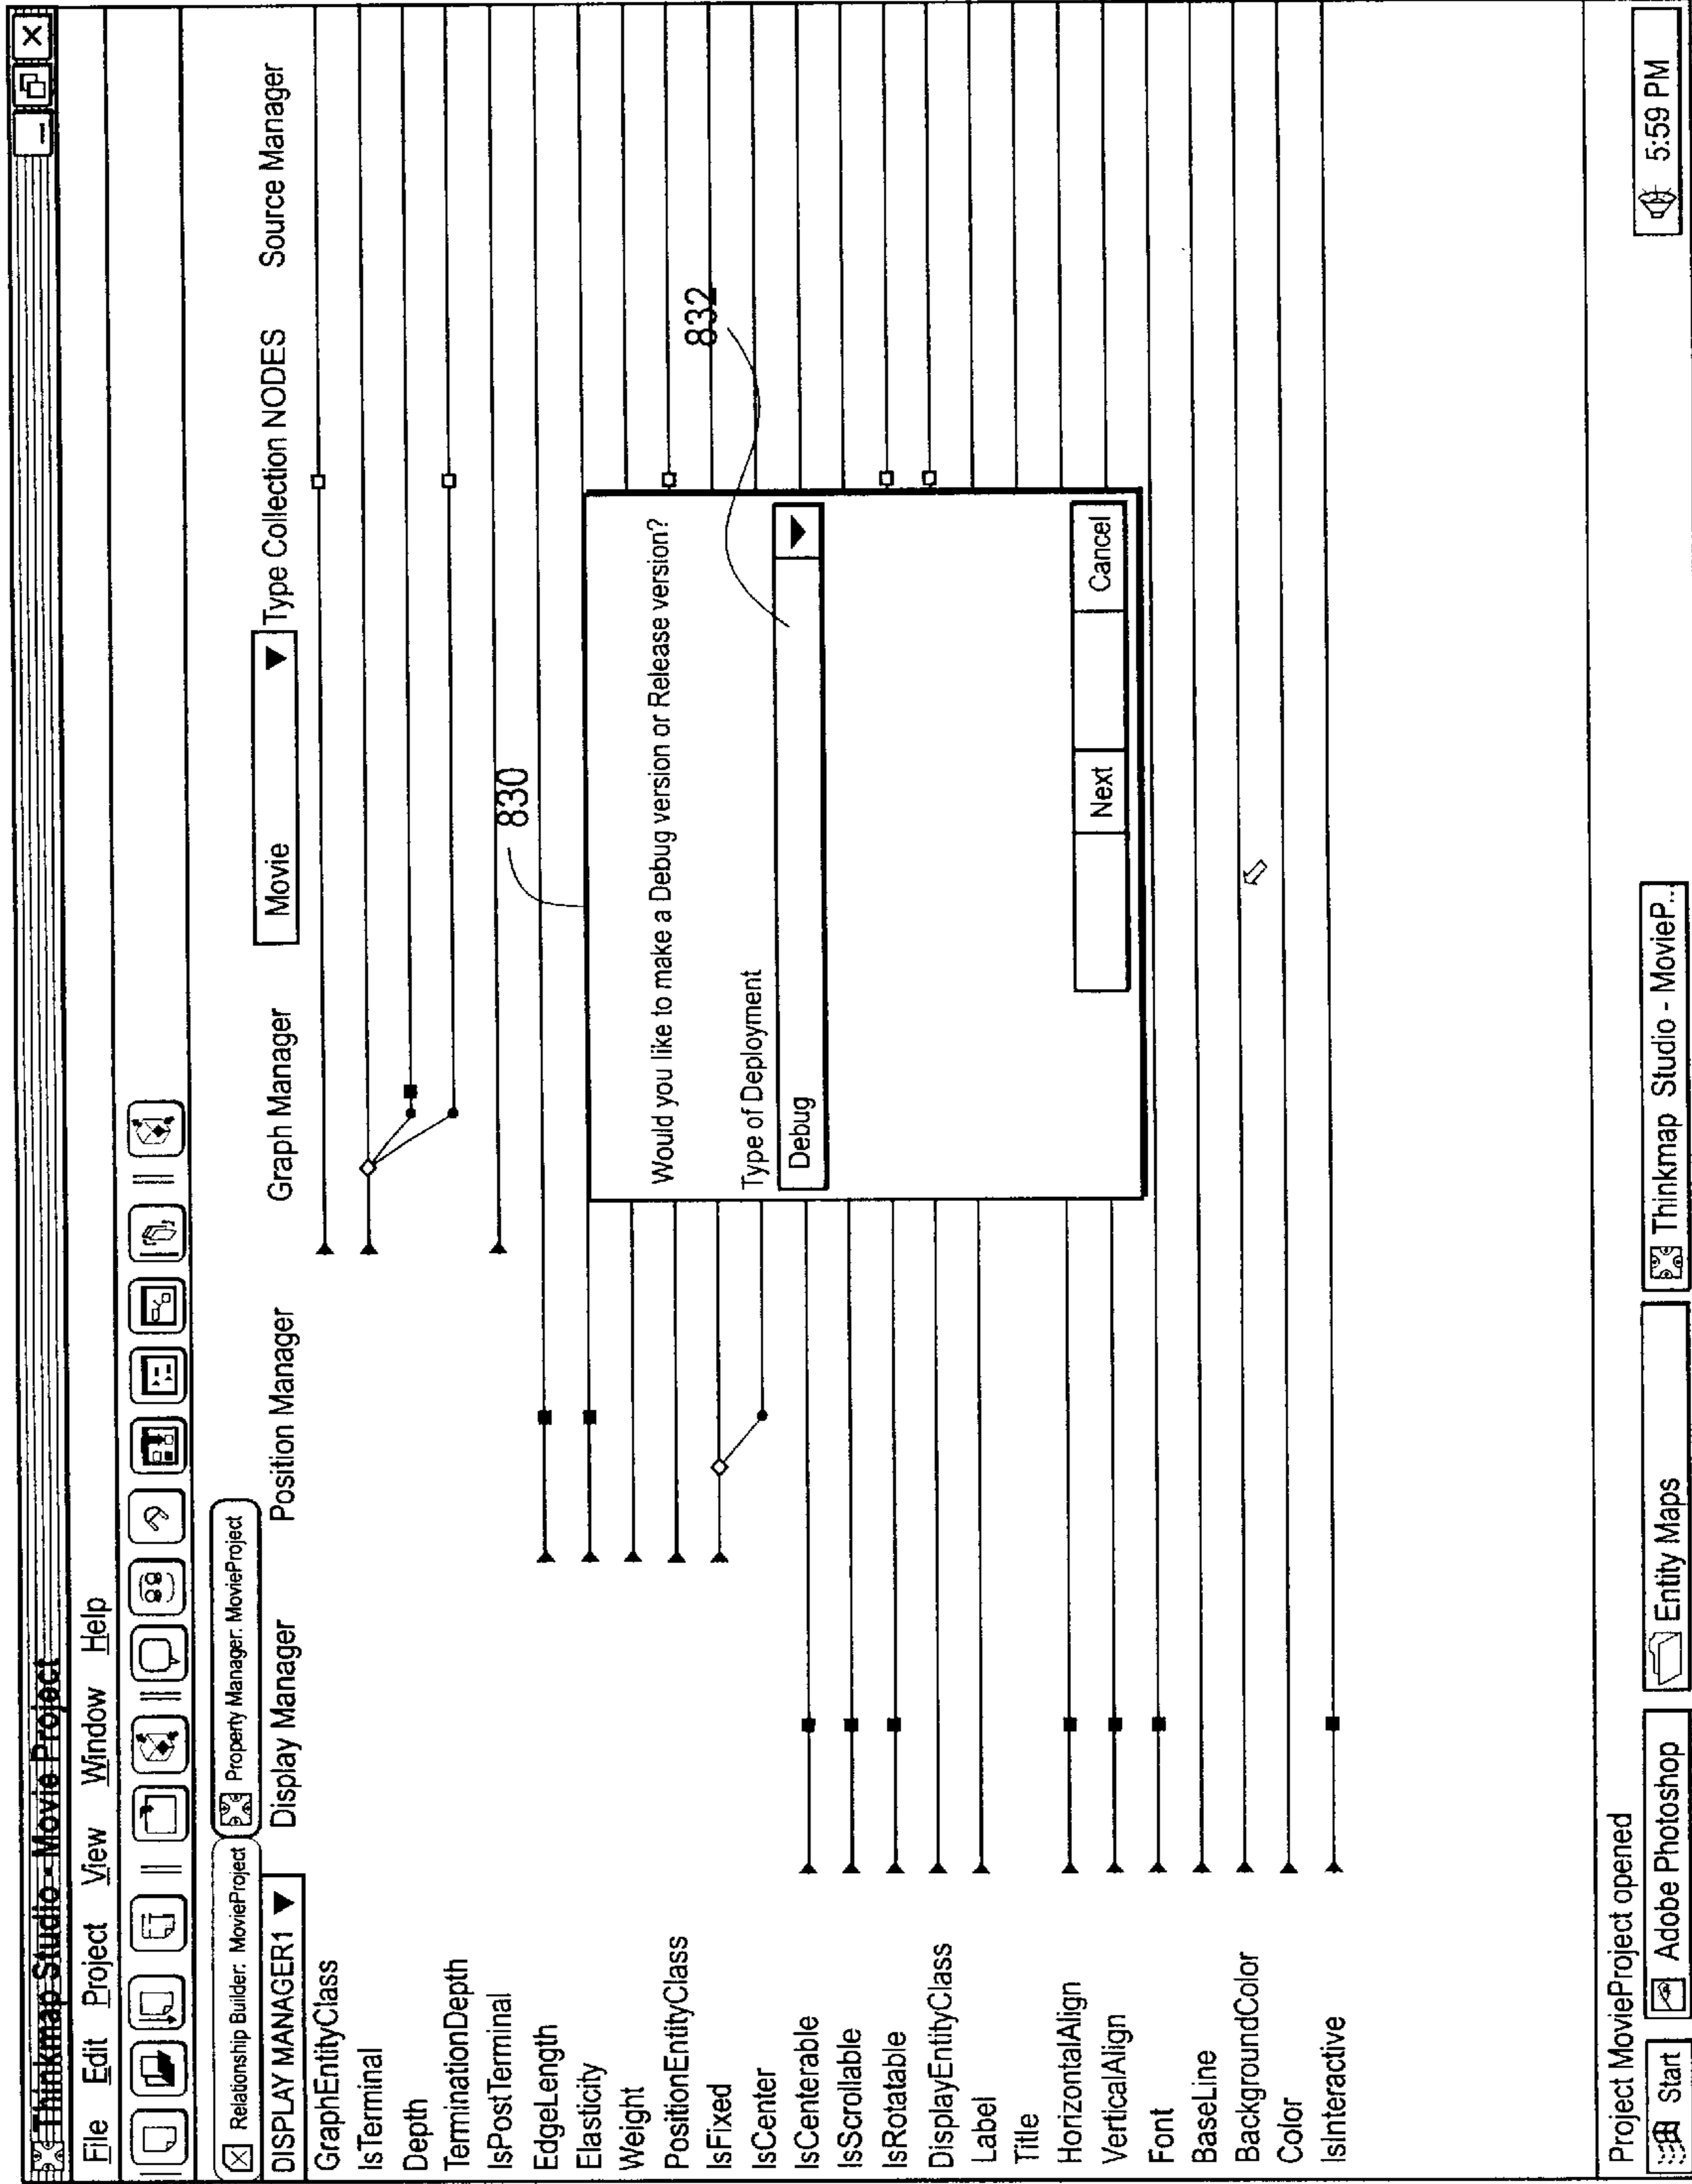 Thinkmap Studio - Movie Project
File Edit Project View Window Help
Relationship Builder: MovieProject Property Manager: MovieProject
DISPLAY MANAGER1 Display Manager Position Manager Graph Manager Movie Type Collection NODES Source Manager
GraphEntityClass
IsTerminal
Depth
TerminationDepth
IsPostTerminal
830
EdgeLength
Elasticity
Weight
PositionEntityClass
Would you like to make a Debug version or Release version?
832
IsFixed
IsCenter
Type of Deployment
IsCenterable
Debug
IsScrollable
IsRotatable
DisplayEntityClass
Label
Title
HorizontalAlign
VerticalAlign
Next Cancel
Font
BaseLine
BackgroundColor
Color
IsInteractive
Project MovieProject opened
Start Adobe Photoshop Entity Maps Thinkmap Studio - MovieP... 5:59 PM